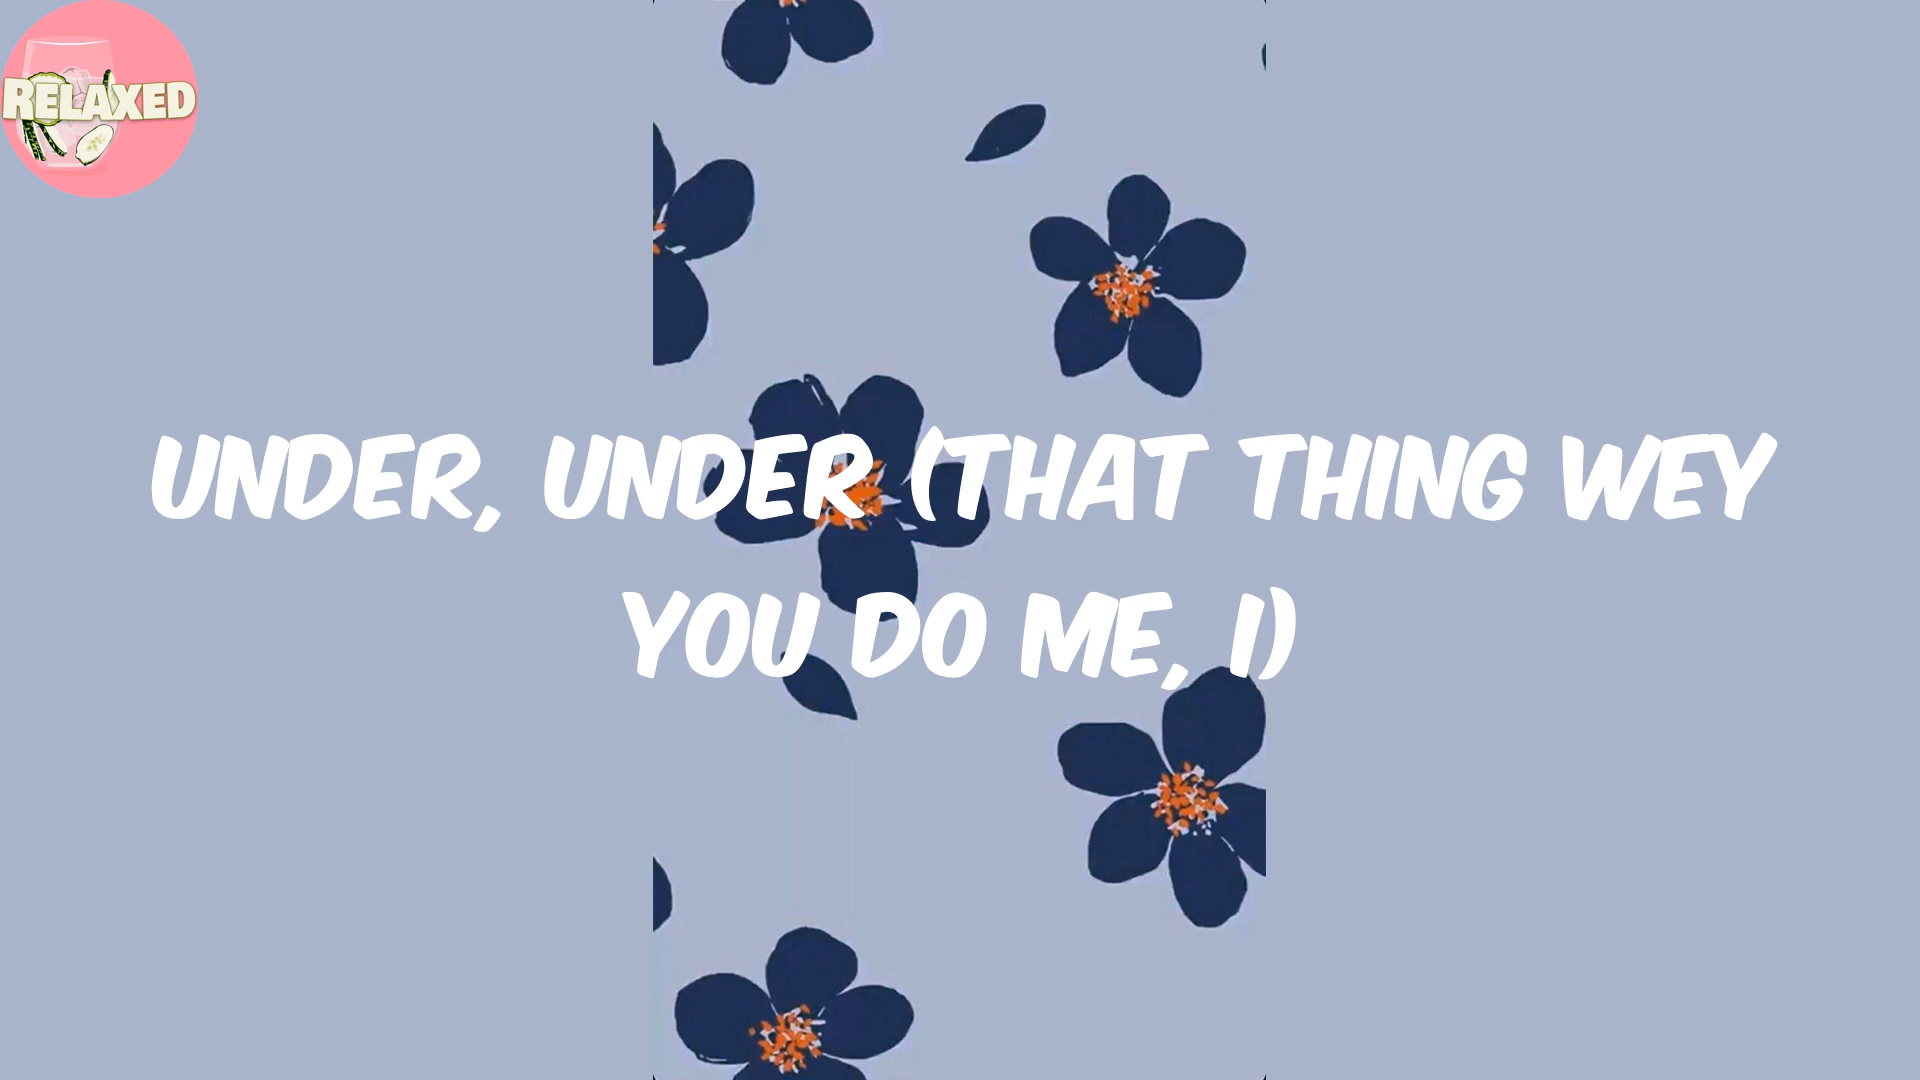 RELAXED
UNDER, UNDER (THAT THING WEY
YOU DO ME, I)